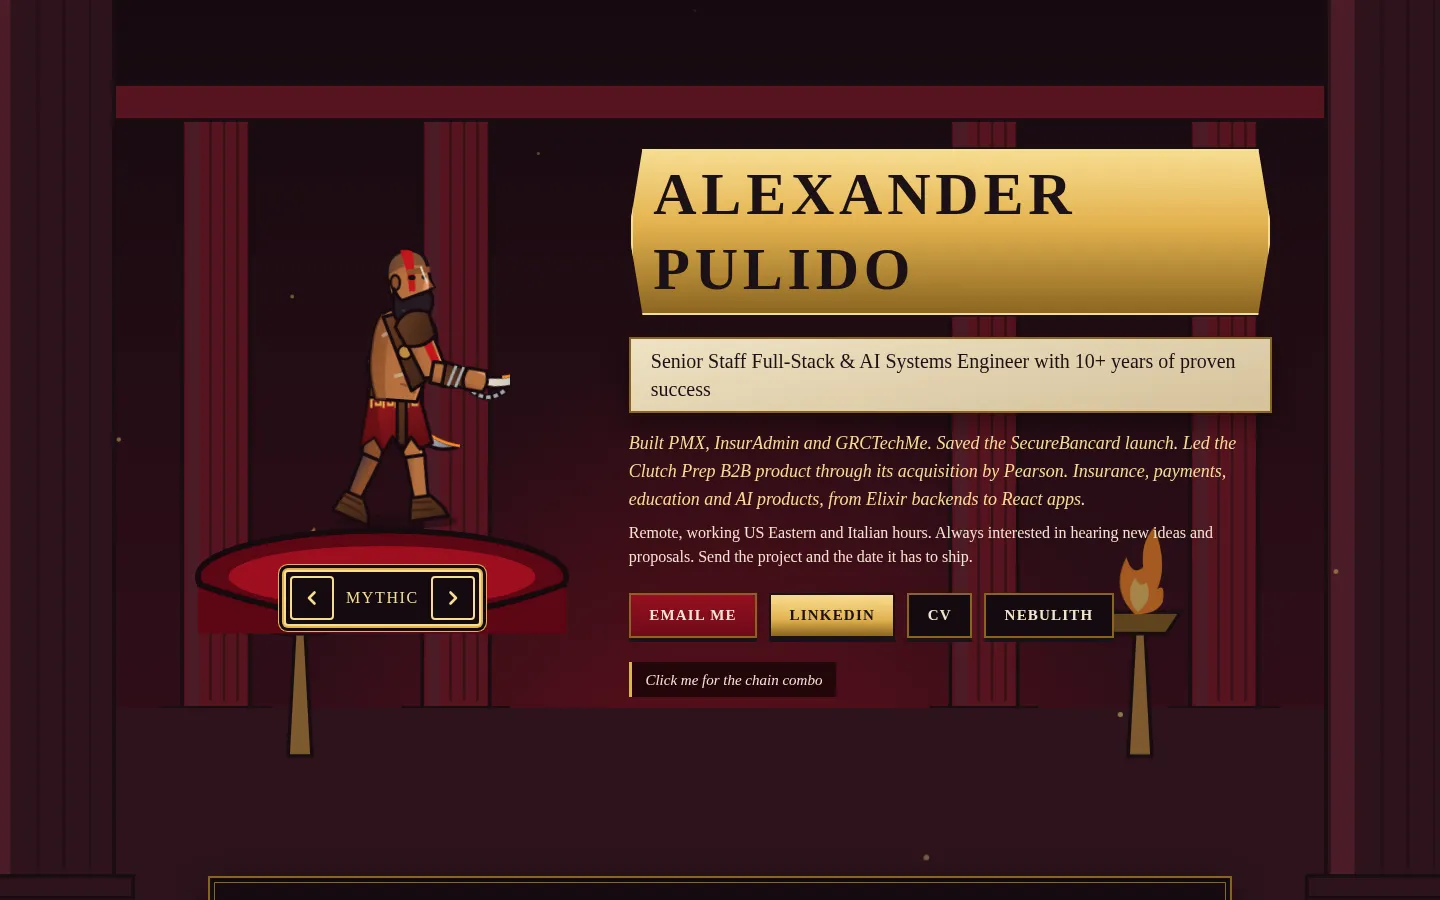 ALEXANDER
PULIDO
Senior Staff Full-Stack & AI Systems Engineer with 10+ years of proven
success
Built PMX, InsurAdmin and GRCTechMe. Saved the SecureBancard launch. Led the
Clutch Prep B2B product through its acquisition by Pearson. Insurance, payments,
education and AI products, from Elixir backends to React apps.
Remote, working US Eastern and Italian hours. Always interested in hearing new ideas and
proposals. Send the project and the date it has to ship.
MYTHIC
EMAIL ME LINKEDIN CV NEBULITH
Click me for the chain combo